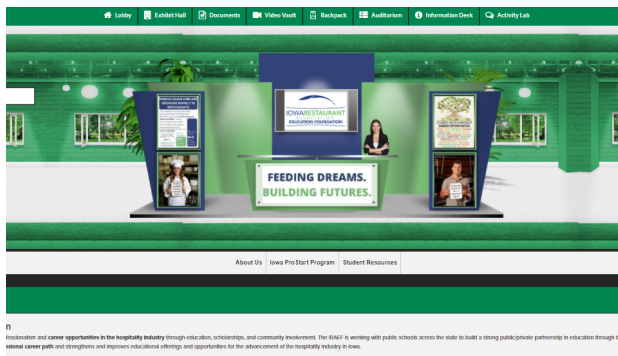 Lobby
Exhibit Hall
Documents
Video Vault
Backpack
Auditorium
Information Desk
Activity Lab
IOWARESTAURANT
EDUCATION FOUNDATION
FEEDING DREAMS.
BUILDING FUTURES.
About Us
Iowa ProStart Program
Student Resources
n
fessionalism and career opportunities in the hospitality industry through education, scholarships, and community involvement. The IRAEF is working with public schools across the state to build a strong public/private partnership in education through t
ssional career path and strengthens and improves educational offerings and opportunities for the advancement of the hospitality industry in Iowa.